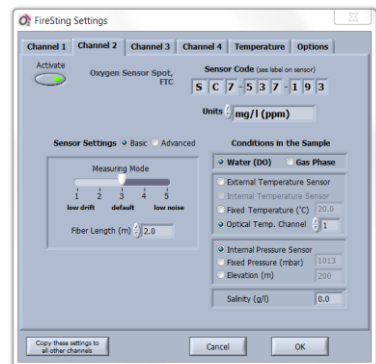 FireSting Settings
Channel 1 Channel 2 Channel 3 Channel 4 Temperature Options
Activate
Oxygen Sensor Spot,
FTC
Sensor Code (see label on sensor)
S C 7 - 5 3 7 - 1 9 3
Units mg/l (ppm)
Sensor Settings Basic Advanced
Measuring Mode
1 2 3 4 5
low drift default low noise
Fiber Length (m) 2.0
Conditions in the Sample
Water (DO) Gas Phase
External Temperature Sensor
Internal Temperature Sensor
Fixed Temperature (°C) 20.0
Optical Temp. Channel 1
Internal Pressure Sensor
Fixed Pressure (mbar) 1013
Elevation (m) 200
Salinity (g/l) 0.0
Copy these settings to
all other channels
Cancel OK